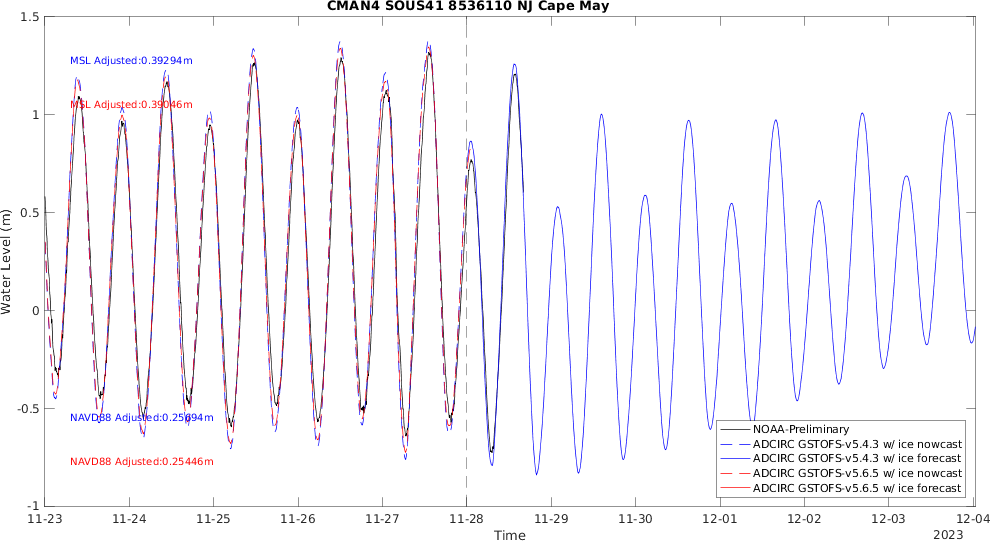 CMAN4 SOUS41 8536110 NJ Cape May
1.5
1
0.5
0
-0.5
-1
Water Level (m)
MSL Adjusted:0.39294m
MSL Adjusted:0.39046m
NAVD88 Adjusted:0.25694m
NAVD88 Adjusted:0.25446m
NOAA-Preliminary
ADCIRC GSTOFS-v5.4.3 w/ ice nowcast
ADCIRC GSTOFS-v5.4.3 w/ ice forecast
ADCIRC GSTOFS-v5.6.5 w/ ice nowcast
ADCIRC GSTOFS-v5.6.5 w/ ice forecast
11-23 11-24 11-25 11-26 11-27 11-28 11-29 11-30 12-01 12-02 12-03 12-04
Time
2023